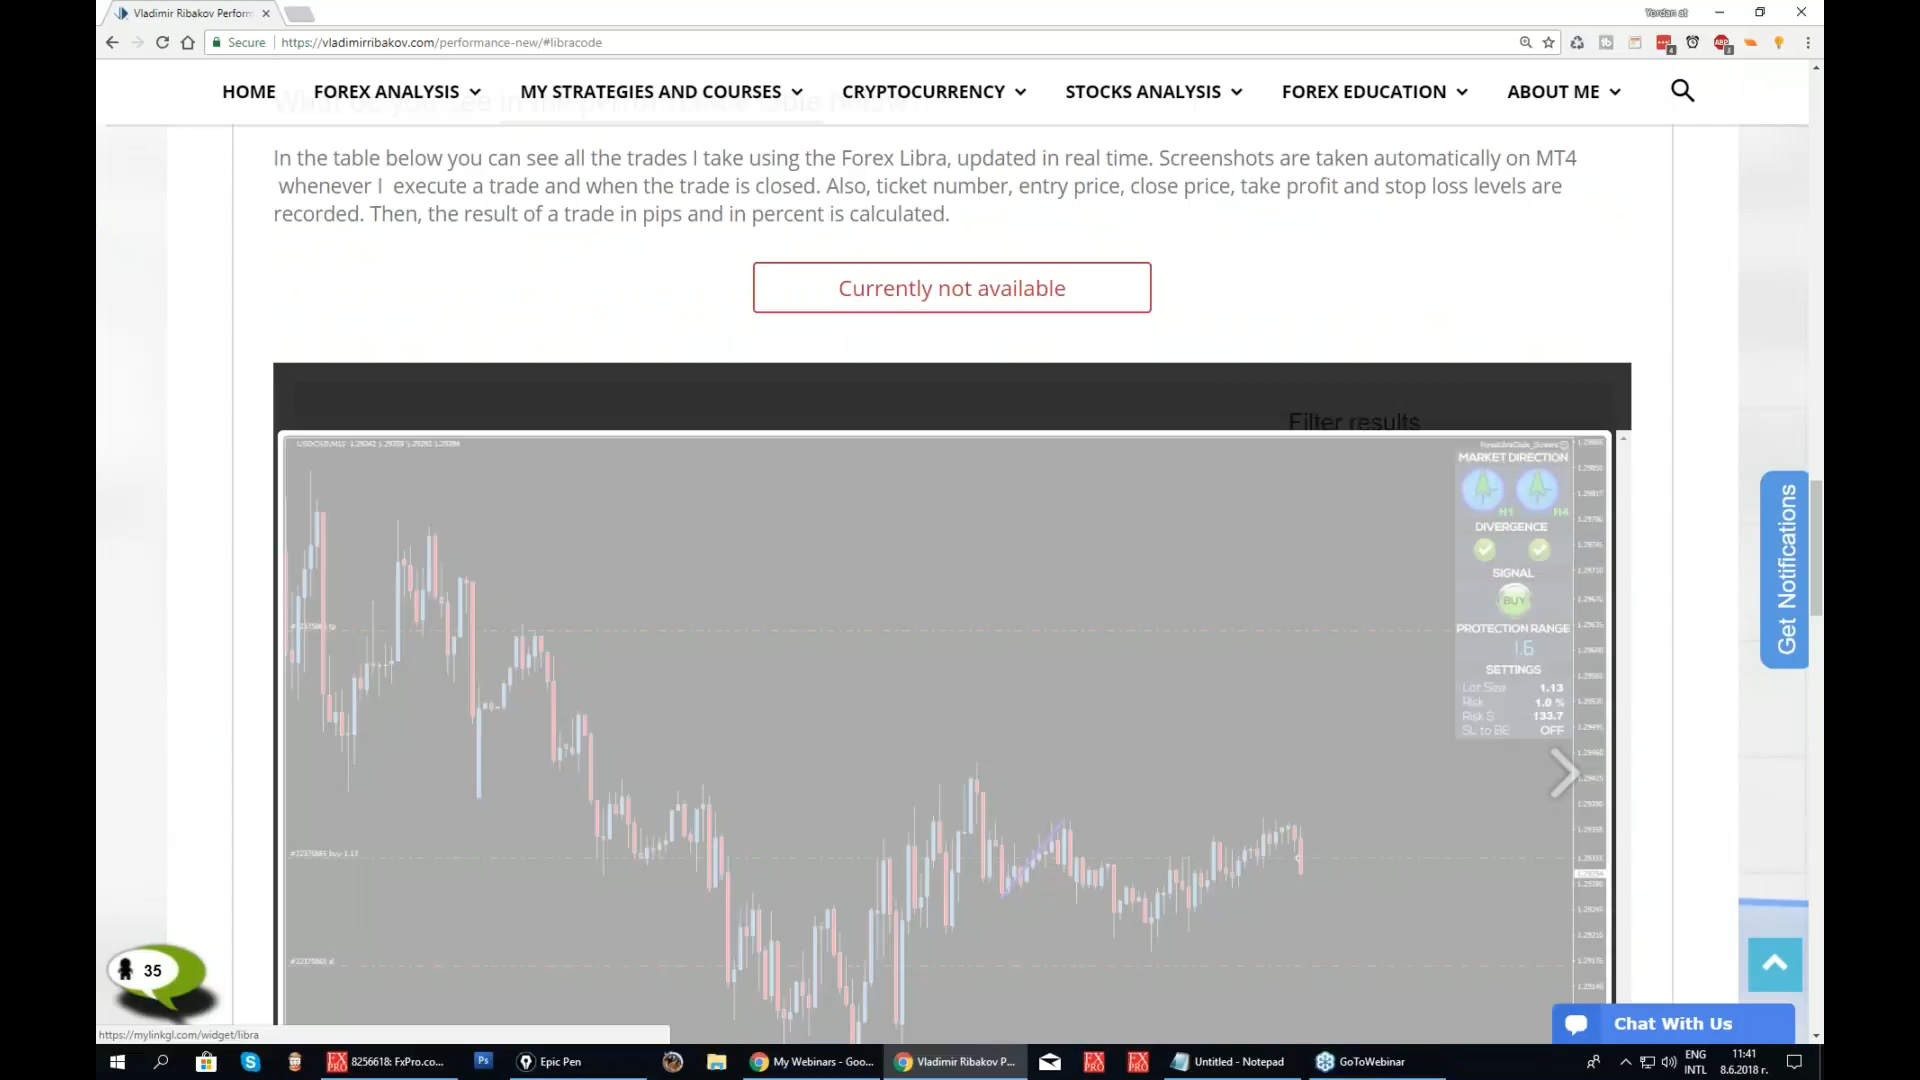 Vladimir Ribakov Perform
Yordan at
Secure
https://vladimirribakov.com/performance-new/#libracode
HOME
FOREX ANALYSIS
MY STRATEGIES AND COURSES
CRYPTOCURRENCY
STOCKS ANALYSIS
FOREX EDUCATION
ABOUT ME
In the table below you can see all the trades I take using the Forex Libra, updated in real time. Screenshots are taken automatically on MT4
whenever I execute a trade and when the trade is closed. Also, ticket number, entry price, close price, take profit and stop loss levels are
recorded. Then, the result of a trade in pips and in percent is calculated.
Currently not available
Filter results
MARKET DIRECTION
H1
H4
DIVERGENCE
SIGNAL
BUY
PROTECTION RANGE
1.6
SETTINGS
Lot Size 1.13
Risk 1.0 %
Risk $ 133.7
SL to BE OFF
Get Notifications
35
Chat With Us
https://mylinkgl.com/widget/libra
8256618: FxPro.co...
Epic Pen
My Webinars - Goo...
Vladimir Ribakov P...
Untitled - Notepad
GoToWebinar
ENG
INTL
11:41
8.6.2018 г.